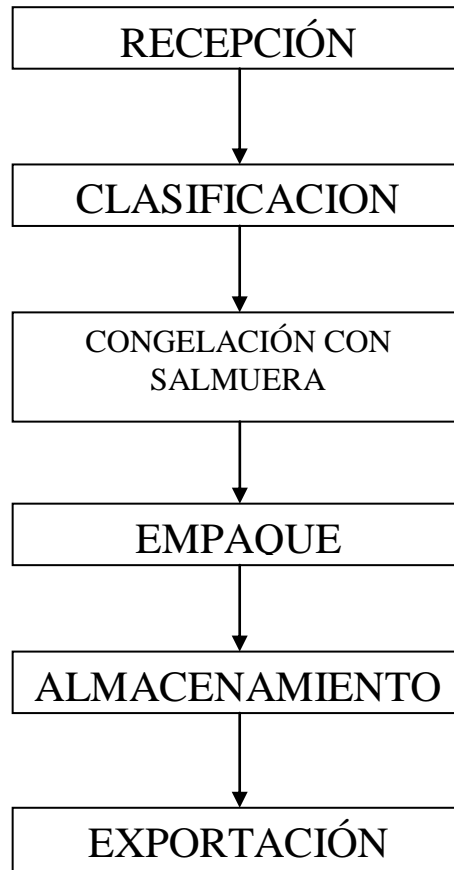 RECEPCIÓN
CLASIFICACION
CONGELACIÓN CON
SALMUERA
EMPAQUE
ALMACENAMIENTO
EXPORTACIÓN